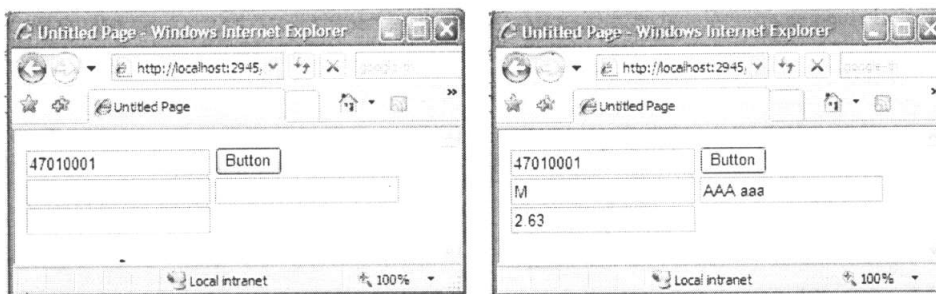 Untitled Page - Windows Internet Explorer
http://localhost:2945,
Untitled Page
47010001 Button
Local intranet 100%
Untitled Page - Windows Internet Explorer
http://localhost:2945,
Untitled Page
47010001 Button
M AAA aaa
2.63
Local intranet 100%